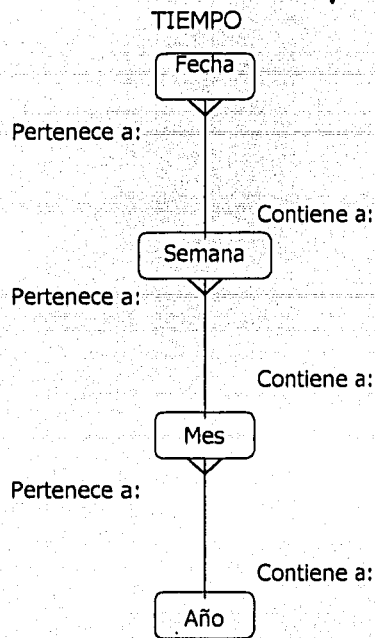 TIEMPO
Fecha
Pertenece a:
Contiene a:
Semana
Pertenece a:
Contiene a:
Mes
Pertenece a:
Contiene a:
Año